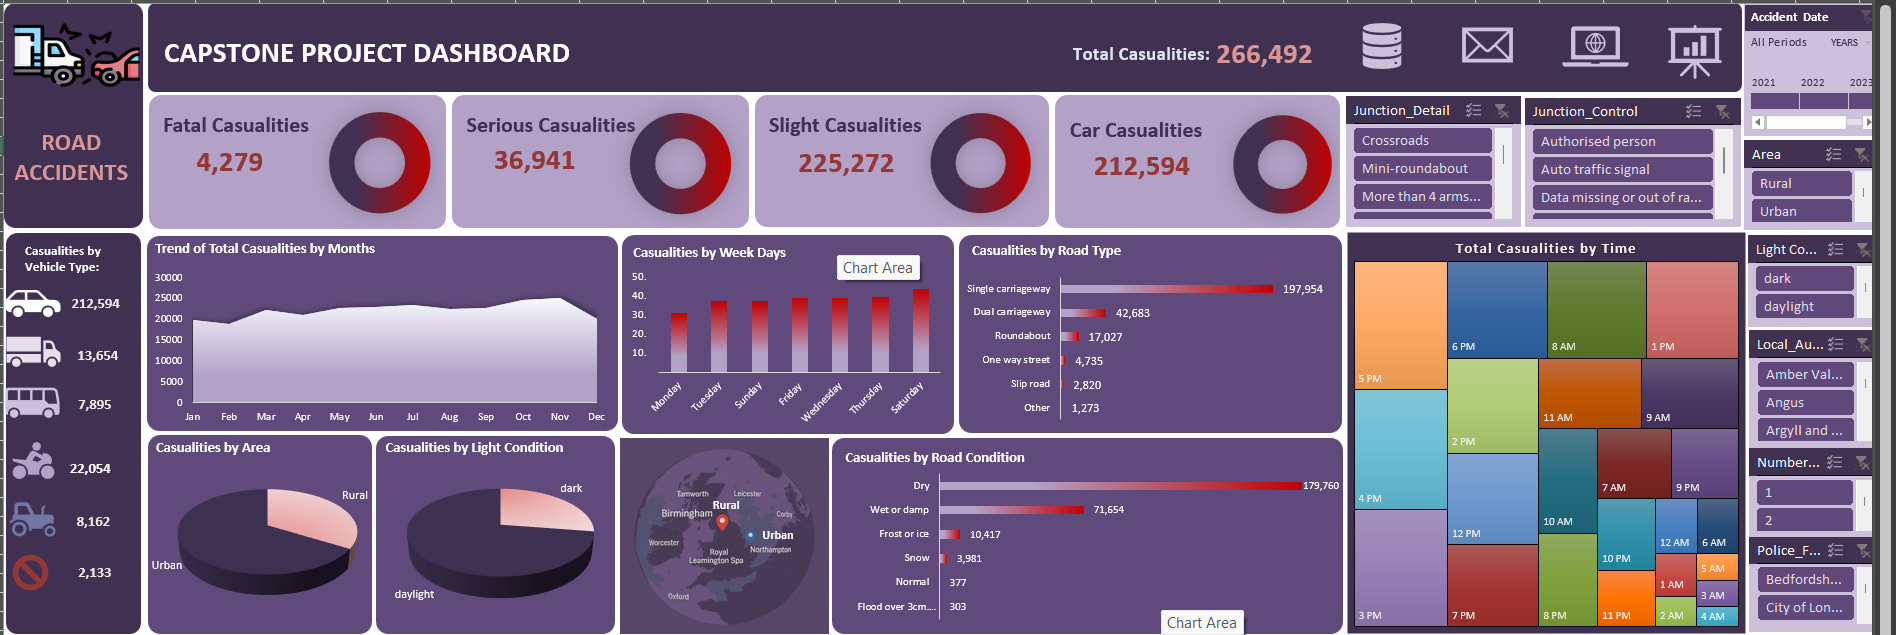 ROAD
ACCIDENTS
CAPSTONE PROJECT DASHBOARD
Total Casualities: 266,492
Accident Date
All Periods
YEARS
2021
2022
2023
Fatal Casualities
4,279
Serious Casualities
36,941
Slight Casualities
225,272
Car Casualities
212,594
Junction_Detail
Crossroads
Mini-roundabout
More than 4 arms...
Junction_Control
Authorised person
Auto traffic signal
Data missing or out of ra...
Area
Rural
Urban
Casualities by
Vehicle Type:
212,594
13,654
7,895
22,054
8,162
2,133
Trend of Total Casualities by Months
30000
25000
20000
15000
10000
5000
0
Jan
Feb
Mar
Apr
May
Jun
Jul
Aug
Sep
Oct
Nov
Dec
Casualities by Week Days
Chart Area
50.
40.
30.
20.
10.
Monday
Tuesday
Sunday
Friday
Wednesday
Thursday
Saturday
Casualities by Road Type
Single carriageway
197,954
Dual carriageway
42,683
Roundabout
17,027
One way street
4,735
Slip road
2,820
Other
1,273
Casualities by Area
Rural
Urban
Casualities by Light Condition
dark
daylight
Tamworth
Leicester
Rural
Birmingham
Corby
Urban
Worcester
Northampton
Royal
Leamington Spa
Oxford
Casualities by Road Condition
Dry
179,760
Wet or damp
71,654
Frost or ice
10,417
Snow
3,981
Normal
377
Flood over 3cm....
303
Chart Area
Total Casualities by Time
5 PM
4 PM
3 PM
6 PM
8 AM
1 PM
2 PM
11 AM
9 AM
12 PM
10 AM
7 AM
9 PM
7 PM
8 PM
10 PM
12 AM
6 AM
11 PM
1 AM
5 AM
3 AM
2 AM
4 AM
Light Co...
dark
daylight
Local_Au...
Amber Val...
Angus
Argyll and ...
Number...
1
2
Police_F...
Bedfordsh...
City of Lon...